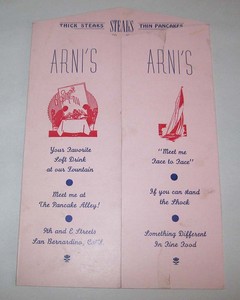 THICK STEAKS STEAKS THIN PANCAKES
ARNI'S
Your Favorite
Soft Drink
at our Fountain
Meet me at
The Pancake Alley!
9th and E Streets
San Bernardino, Calif.
ARNI'S
"Meet me
Face to Face"
If you can stand
the Shock
Something Different
In Fine Food